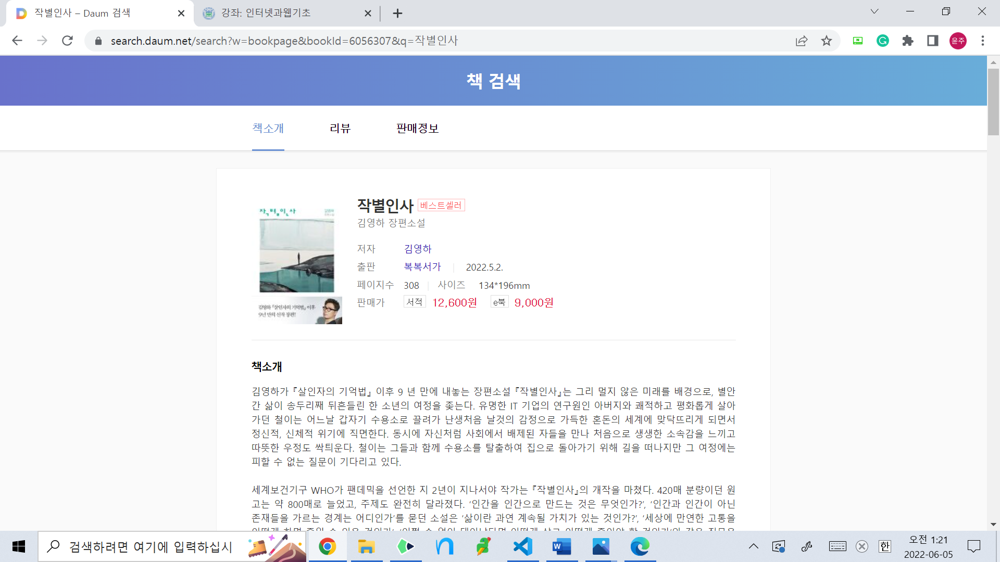 작별인사 – Daum 검색
강좌: 인터넷과웹기초
search.daum.net/search?w=bookpage&bookId=6056307&q=작별인사
윤주
책 검색
책소개 리뷰 판매정보
작별인사 베스트셀러
김영하 장편소설
저자 김영하
출판 복복서가 2022.5.2.
페이지수 308 사이즈 134*196mm
판매가 서적 12,600원 e북 9,000원
작별인사 김영하
김영하 『살인자의 기억법』 이후
9년 만의 신작 장편!
책소개
김영하가 『살인자의 기억법』 이후 9 년 만에 내놓는 장편소설 『작별인사』는 그리 멀지 않은 미래를 배경으로, 별안
간 삶이 송두리째 뒤흔들린 한 소년의 여정을 좇는다. 유명한 IT 기업의 연구원인 아버지와 쾌적하고 평화롭게 살아
가던 철이는 어느날 갑자기 수용소로 끌려가 난생처음 날것의 감정으로 가득한 혼돈의 세계에 맞닥뜨리게 되면서
정신적, 신체적 위기에 직면한다. 동시에 자신처럼 사회에서 배제된 자들을 만나 처음으로 생생한 소속감을 느끼고
따뜻한 우정도 싹틔운다. 철이는 그들과 함께 수용소를 탈출하여 집으로 돌아가기 위해 길을 떠나지만 그 여정에는
피할 수 없는 질문이 기다리고 있다.
세계보건기구 WHO가 팬데믹을 선언한 지 2년이 지나서야 작가는 『작별인사』의 개작을 마쳤다. 420매 분량이던 원
고는 약 800매로 늘었고, 주제도 완전히 달라졌다. ‘인간을 인간으로 만드는 것은 무엇인가?’, ‘인간과 인간이 아닌
존재들을 가르는 경계는 어디인가’를 묻던 소설은 ‘삶이란 과연 계속될 가치가 있는 것인가?’, ‘세상에 만연한 고통을
검색하려면 여기에 입력하십시
한
오전 1:21
2022-06-05